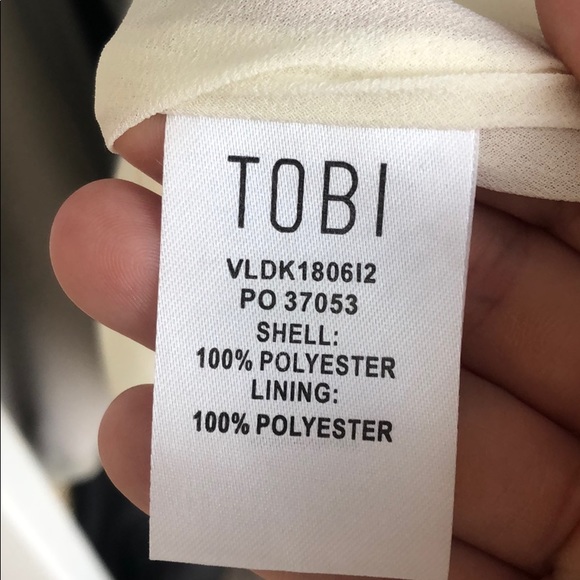 TOBI
VLDK1806I2
PO 37053
SHELL:
100% POLYESTER
LINING:
100% POLYESTER